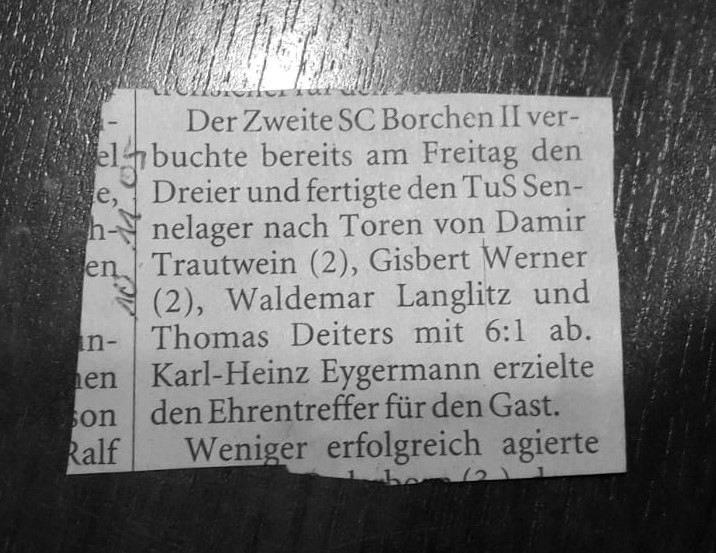 Der Zweite SC Borchen II ver-
buchte bereits am Freitag den
Dreier und fertigte den TuS Sen-
nelager nach Toren von Damir
Trautwein (2), Gisbert Werner
(2), Waldemar Langlitz und
Thomas Deiters mit 6:1 ab.
Karl-Heinz Eygermann erzielte
den Ehrentreffer für den Gast.
Weniger erfolgreich agierte
en
Ralf